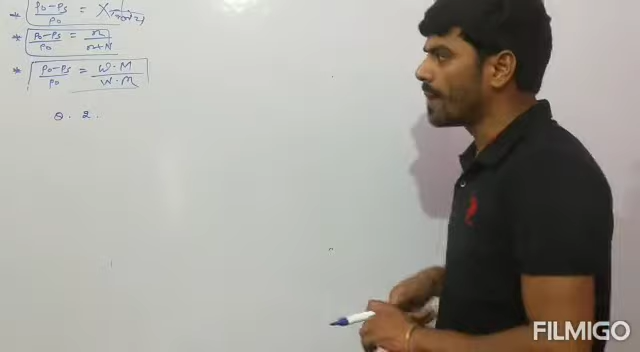 * P0-Ps / P0 = X
* P0-Ps / P0 = n / n+N
* P0-Ps / P0 = w.M / W.m
Q. 2.
FILMIGO